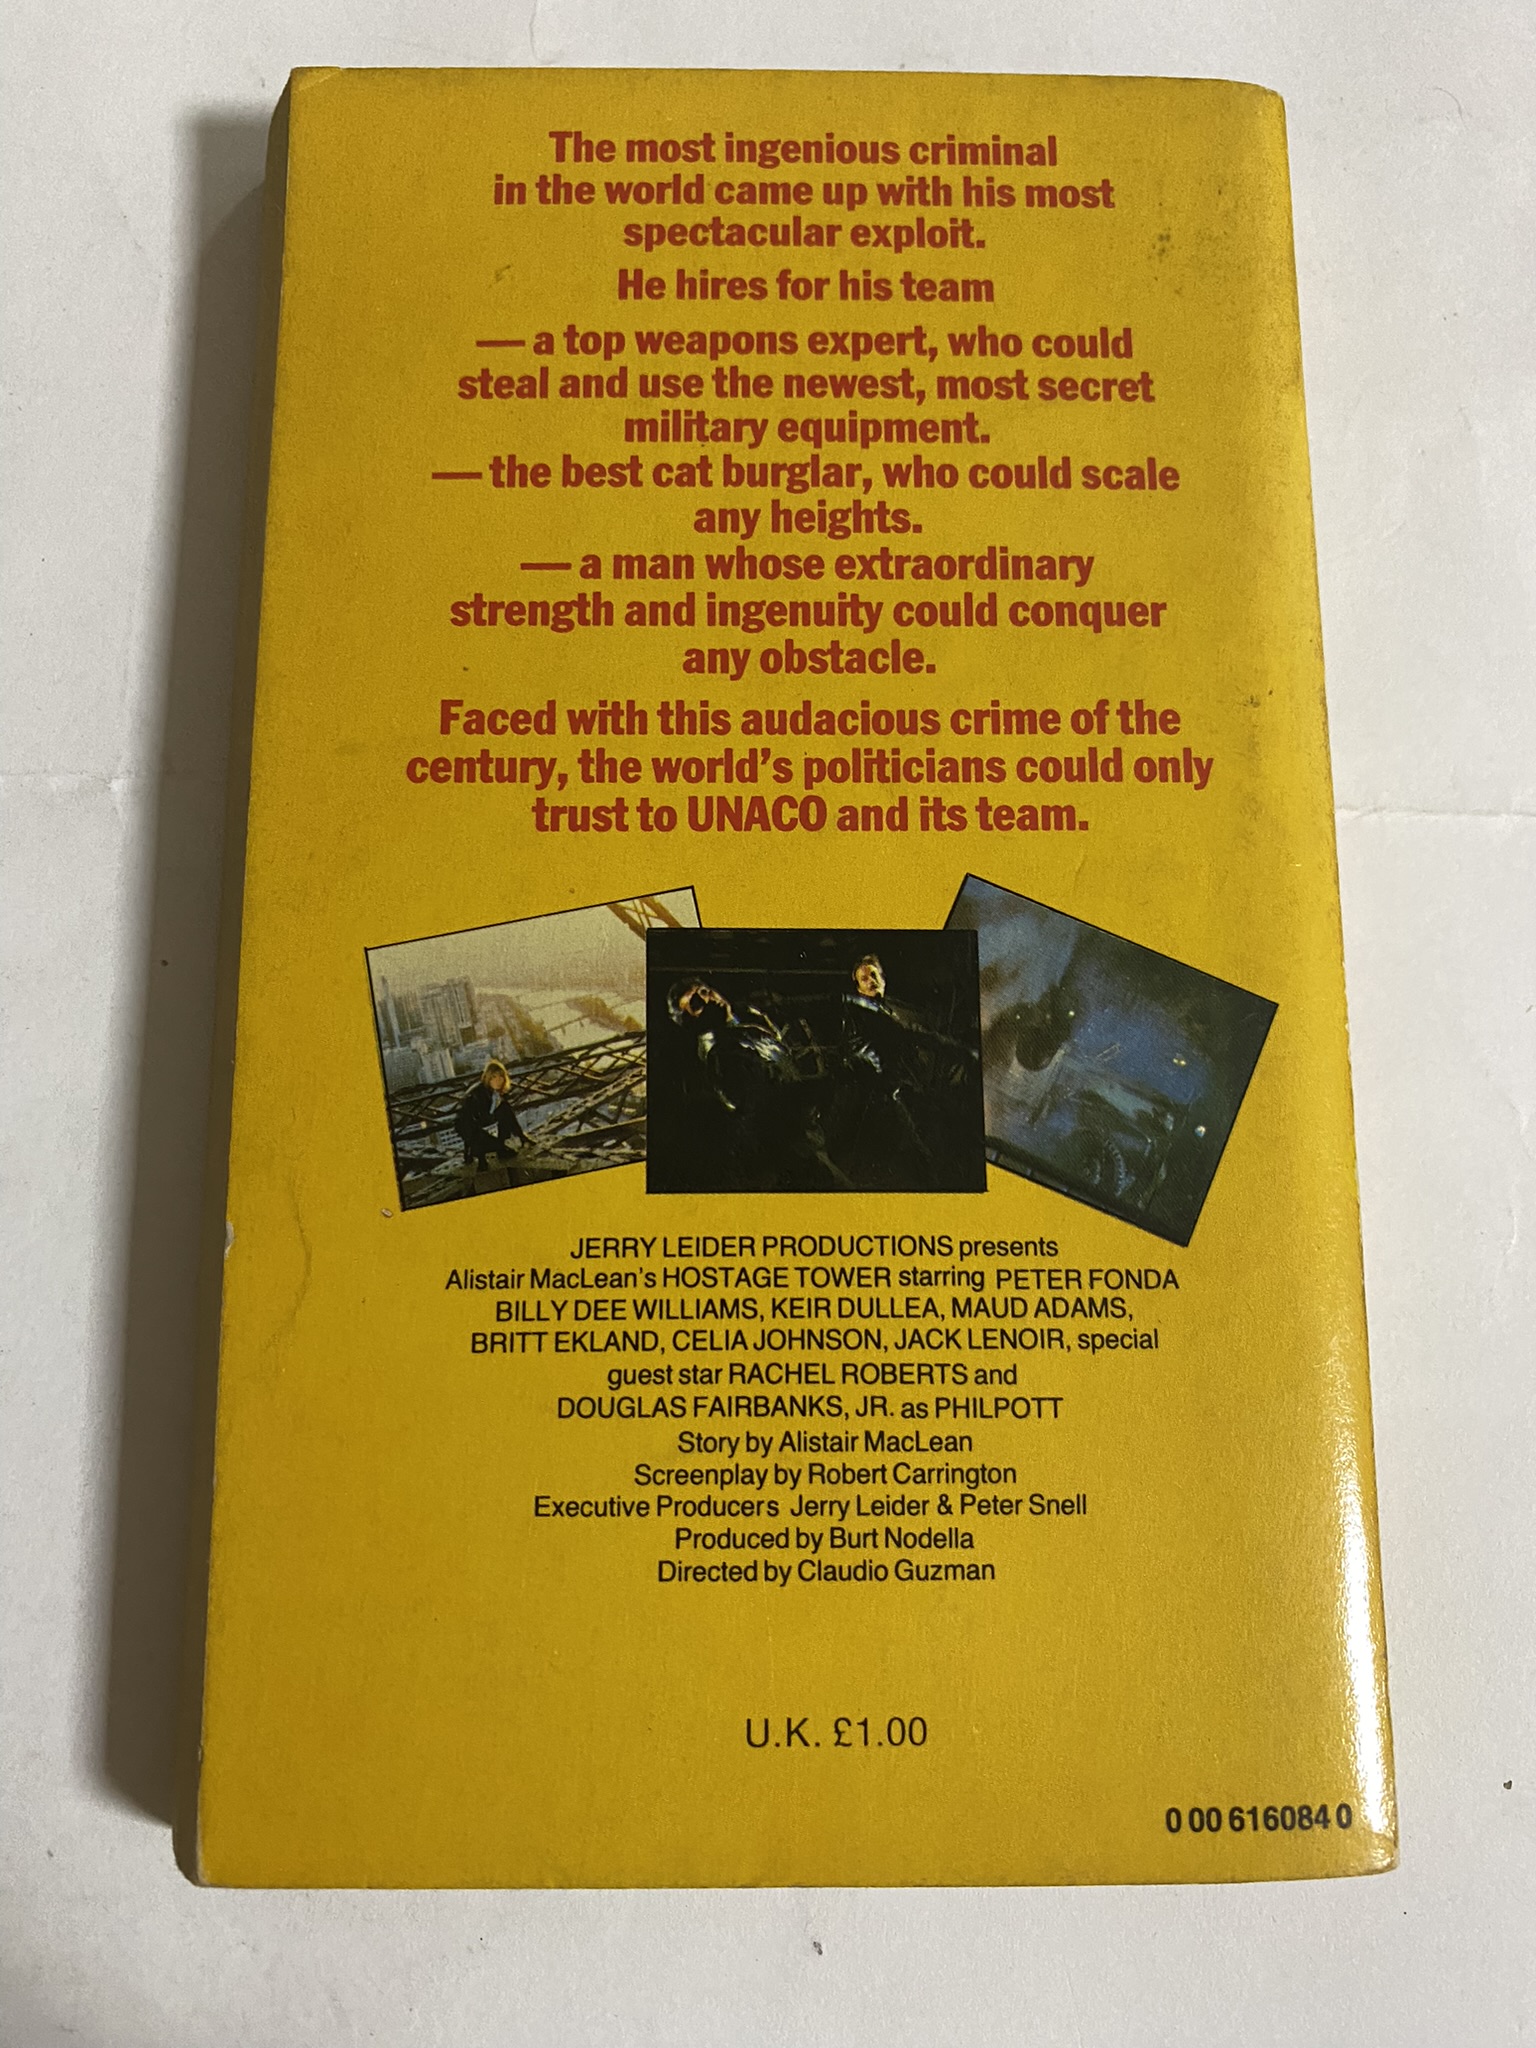 The most ingenious criminal
in the world came up with his most
spectacular exploit.
He hires for his team
— a top weapons expert, who could
steal and use the newest, most secret
military equipment.
— the best cat burglar, who could scale
any heights.
— a man whose extraordinary
strength and ingenuity could conquer
any obstacle.
Faced with this audacious crime of the
century, the world's politicians could only
trust to UNACO and its team.
JERRY LEIDER PRODUCTIONS presents
Alistair MacLean's HOSTAGE TOWER starring PETER FONDA
BILLY DEE WILLIAMS, KEIR DULLEA, MAUD ADAMS,
BRITT EKLAND, CELIA JOHNSON, JACK LENOIR, special
guest star RACHEL ROBERTS and
DOUGLAS FAIRBANKS, JR. as PHILPOTT
Story by Alistair MacLean
Screenplay by Robert Carrington
Executive Producers Jerry Leider & Peter Snell
Produced by Burt Nodella
Directed by Claudio Guzman
U.K. £1.00
0 00 616084 0